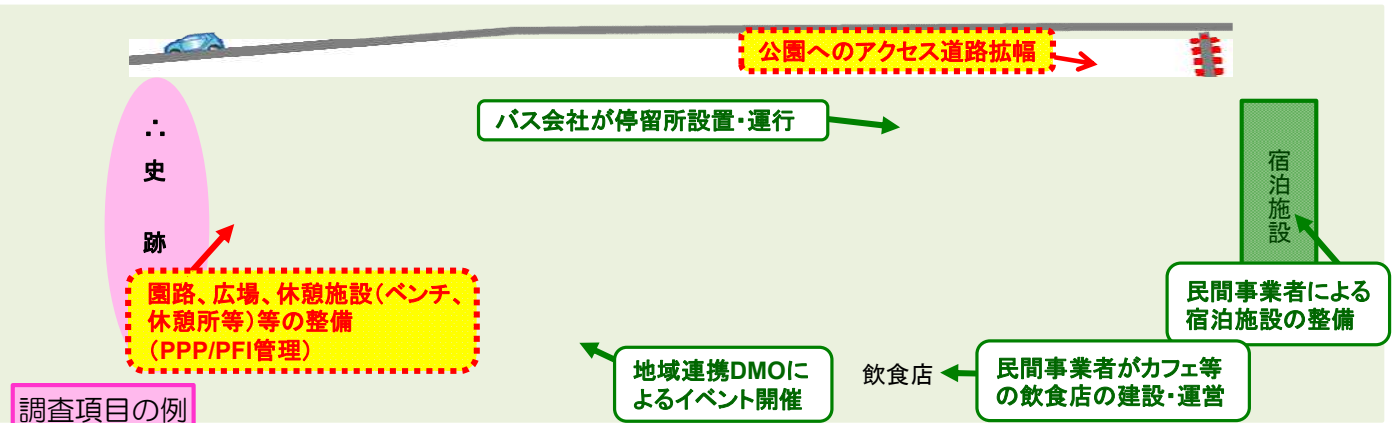 公園へのアクセス道路拡幅
バス会社が停留所設置・運行
∴史跡
宿泊施設
園路、広場、休憩施設(ベンチ、
休憩所等)等の整備
(PPP/PFI管理)
民間事業者による
宿泊施設の整備
地域連携DMOに
よるイベント開催
飲食店
民間事業者がカフェ等
の飲食店の建設・運営
調査項目の例